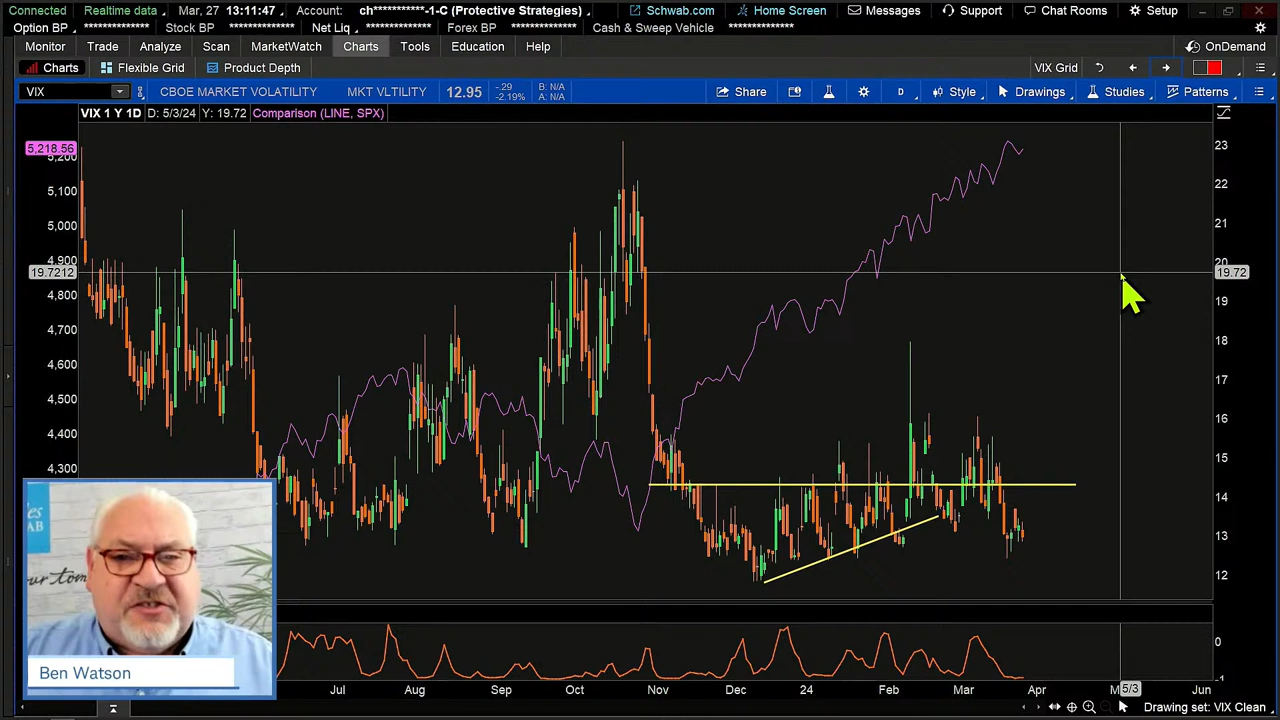 Connected Realtime data Mar, 27 13:11:47 Account: ch**********-1-C (Protective Strategies) Schwab.com Home Screen Messages Support Chat Rooms Setup
Option BP Stock BP Net Liq Forex BP Cash & Sweep Vehicle
Monitor Trade Analyze Scan MarketWatch Charts Tools Education Help OnDemand
Charts Flexible Grid Product Depth VIX Grid
VIX CBOE MARKET VOLATILITY MKT VLTILITY 12.95 -.29 -2.19% B: N/A A: N/A Share D Style Drawings Studies Patterns
VIX 1 Y 1D D: 5/3/24 Y: 19.72 Comparison (LINE, SPX)
5,218.56 23
5,200
5,100 22
5,000 21
20
19.7212 19.72
4,800 19
4,700 18
4,600 17
4,500 16
4,400 15
4,300 14
13
12
our tom
0
Ben Watson
-1
Jul Aug Sep Oct Nov Dec 24 Feb Mar Apr 5/3 Jun
Drawing set: VIX Clean